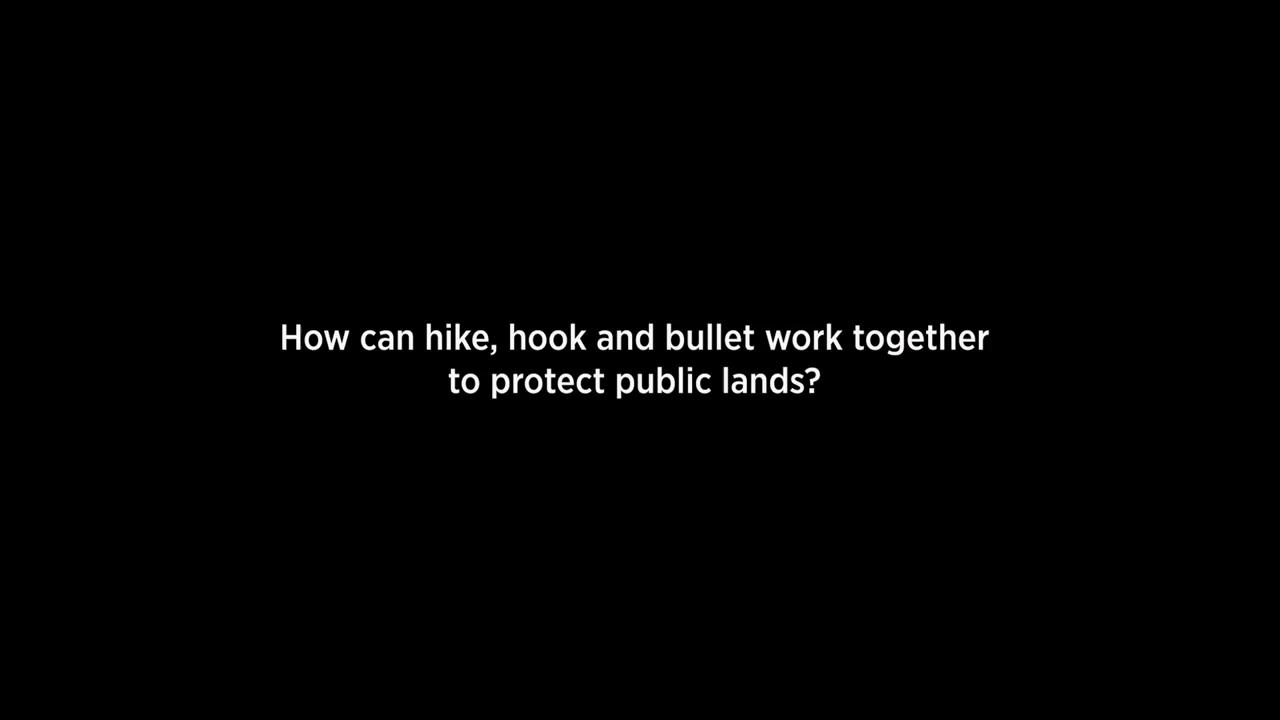 How can hike, hook and bullet work together
to protect public lands?